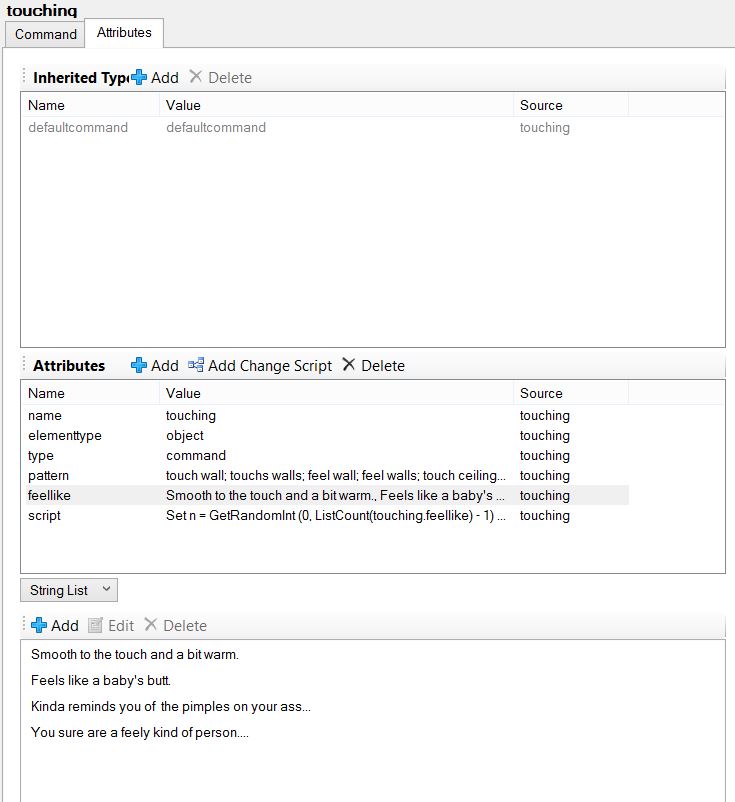 touching
Command Attributes
Inherited Typ Add Delete
Name Value Source
defaultcommand defaultcommand touching
Attributes Add Add Change Script Delete
Name Value Source
name touching touching
elementtype object touching
type command touching
pattern touch wall; touchs walls; feel wall; feel walls; touch ceiling... touching
feellike Smooth to the touch and a bit warm., Feels like a baby's ... touching
script Set n = GetRandomInt (0, ListCount(touching.feellike) - 1) ... touching
String List
Add Edit Delete
Smooth to the touch and a bit warm.
Feels like a baby's butt.
Kinda reminds you of the pimples on your ass...
You sure are a feely kind of person....